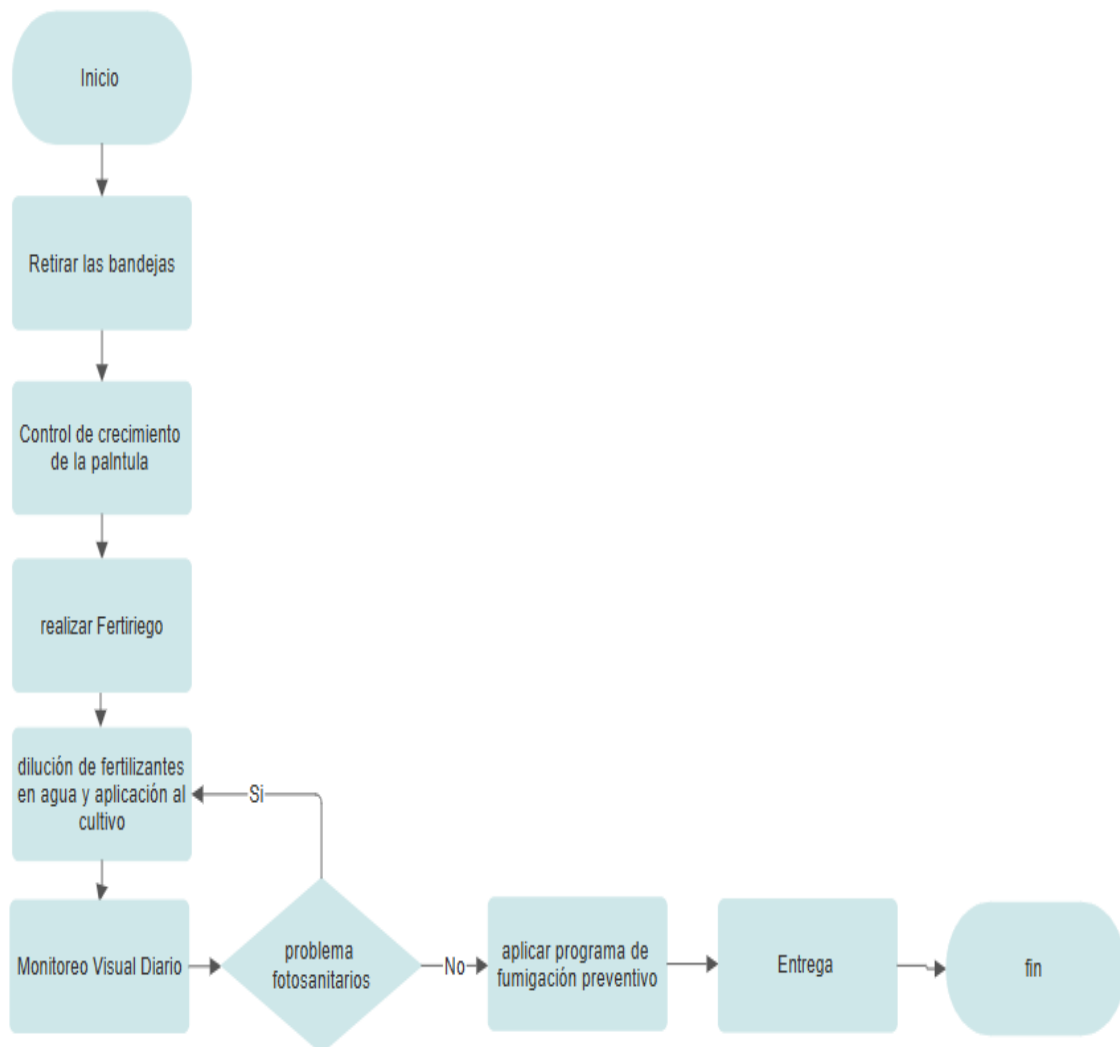 Inicio
Retirar las bandejas
Control de crecimiento
de la palntula
realizar Fertiriego
dilución de fertilizantes
en agua y aplicación al
cultivo
Si
Monitoreo Visual Diario
problema
fotosanitarios
No
aplicar programa de
fumigación preventivo
Entrega
fin